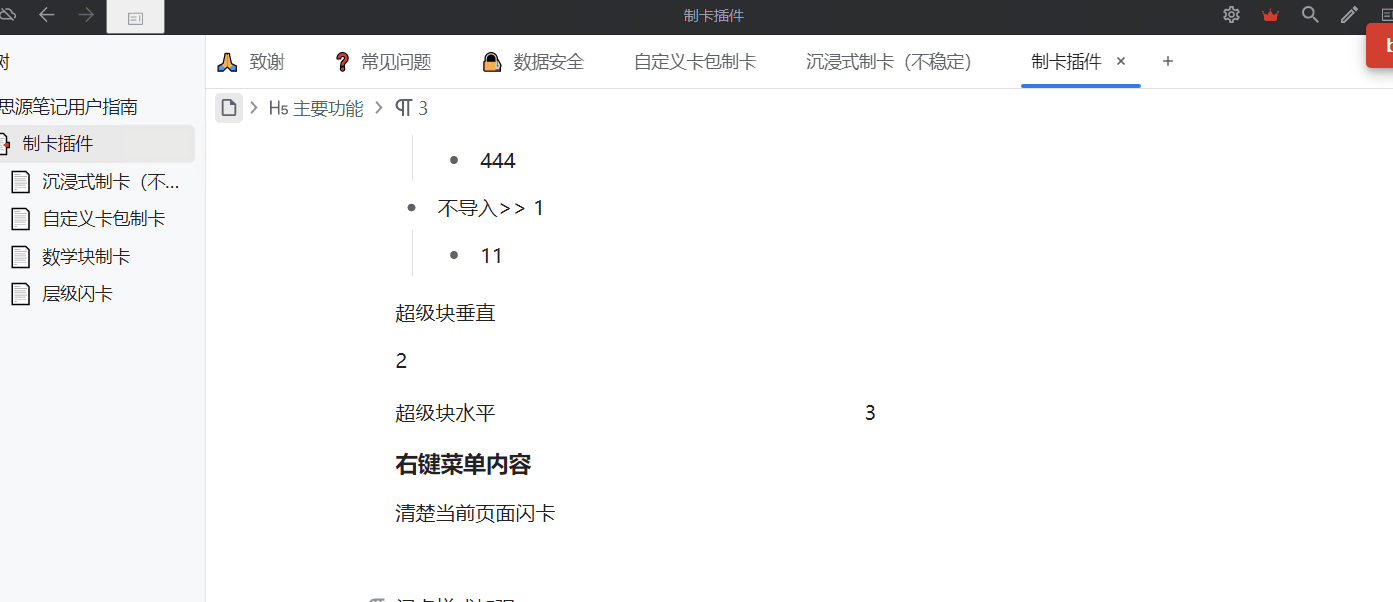 制卡插件
致谢 常见问题 数据安全 自定义卡包制卡 沉浸式制卡（不稳定） 制卡插件 × +
H5 主要功能 > 3
思源笔记用户指南
制卡插件
沉浸式制卡（不...
自定义卡包制卡
数学块制卡
层级闪卡
444
不导入>> 1
11
超级块垂直
2
超级块水平 3
右键菜单内容
清楚当前页面闪卡